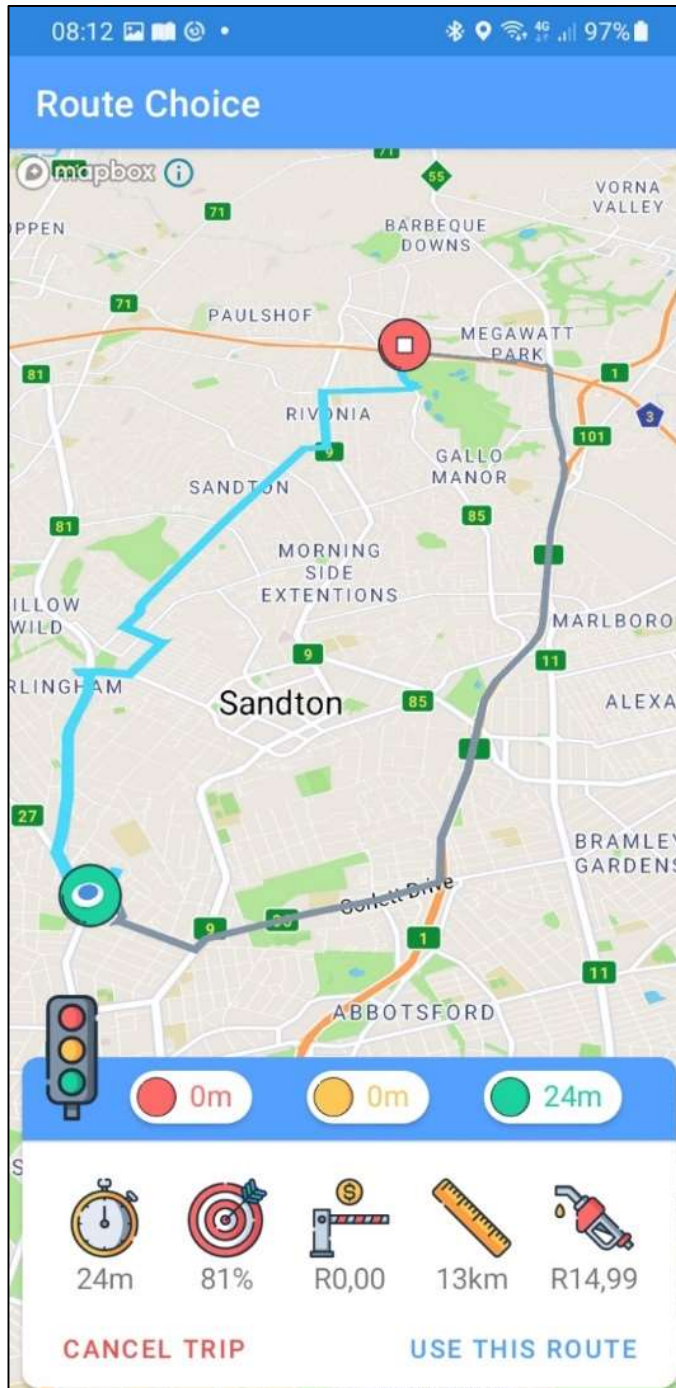 08:12
4G 97%
Route Choice
mapbox
71
55
VORNA
VALLEY
71
BARBEQUE
DOWNS
OPPEN
71
PAULSHOF
MEGAWATT
PARK
81
1
RIVONIA
3
9
101
GALLO
MANOR
SANDTON
81
85
MORNING
SIDE
EXTENTIONS
ILLOW
WILD
MARLBORO
9
11
RLINGHAM
Sandton
85
ALEXA
27
BRAMLEY
GARDENS
Corlett Drive
9
1
11
ABBOTSFORD
0m 0m 24m
S
24m 81% R0,00 13km R14,99
CANCEL TRIP USE THIS ROUTE